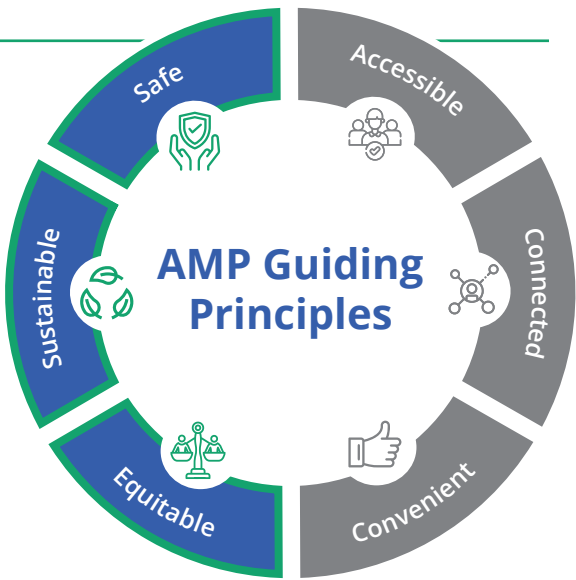 Safe
Accessible
Sustainable
AMP Guiding
Principles
Connected
Equitable
Convenient